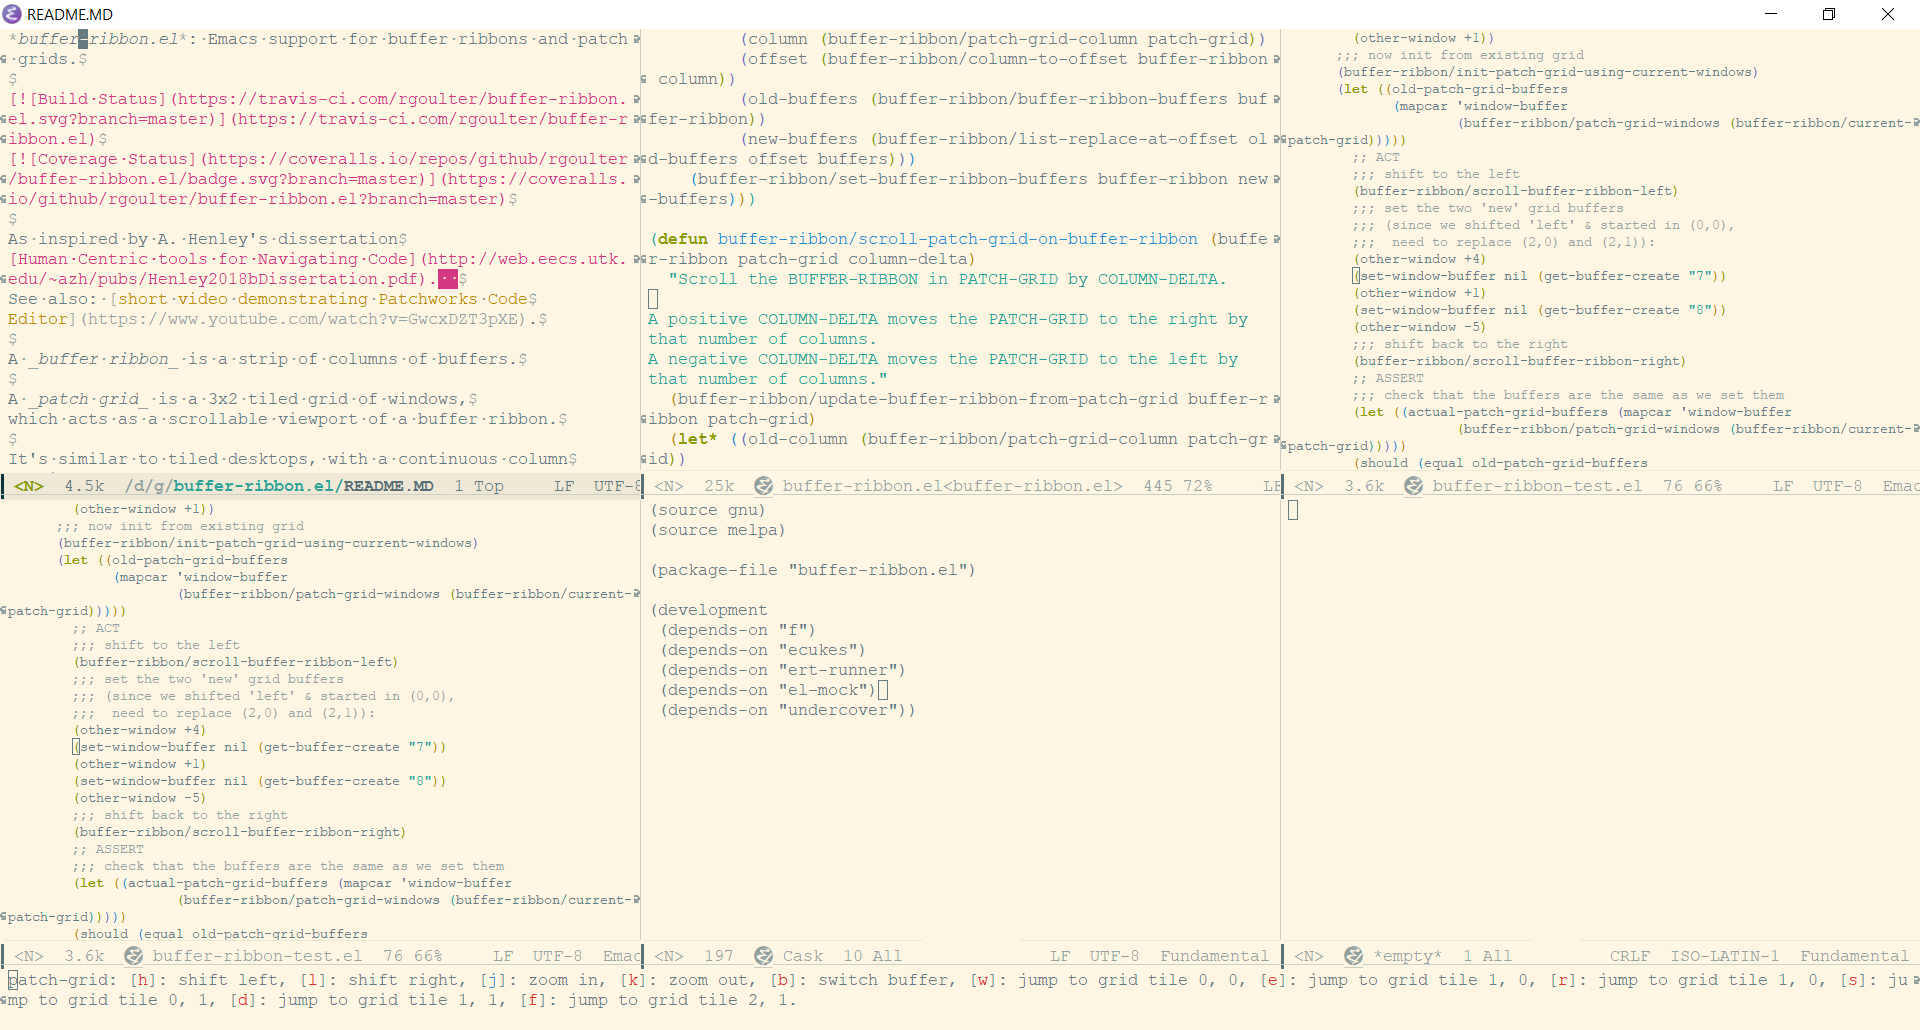 README.MD
*buffer-ribbon.el*:·Emacs·support·for·buffer·ribbons·and·patch
·grids.$
$
[![Build·Status](https://travis-ci.com/rgoulter/buffer-ribbon.
el.svg?branch=master)](https://travis-ci.com/rgoulter/buffer-r
ibbon.el)$
[![Coverage·Status](https://coveralls.io/repos/github/rgoulter
/buffer-ribbon.el/badge.svg?branch=master)](https://coveralls.
io/github/rgoulter/buffer-ribbon.el?branch=master)$
$
As·inspired·by·A.·Henley's·dissertation$
[Human·Centric·tools·for·Navigating·Code](http://web.eecs.utk.
edu/~azh/pubs/Henley2018bDissertation.pdf).··$
See·also:·[short·video·demonstrating·Patchworks·Code$
Editor](https://www.youtube.com/watch?v=GwcxDZT3pXE).$
$
A·_buffer·ribbon_·is·a·strip·of·columns·of·buffers.$
$
A·_patch·grid_·is·a·3x2·tiled·grid·of·windows,$
which·acts·as·a·scrollable·viewport·of·a·buffer·ribbon.$
$
It's·similar·to·tiled·desktops,·with·a·continuous·column$
<N> 4.5k /d/g/buffer-ribbon.el/README.MD 1 Top LF UTF-8
(column (buffer-ribbon/patch-grid-column patch-grid))
(offset (buffer-ribbon/column-to-offset buffer-ribbon
column))
(old-buffers (buffer-ribbon/buffer-ribbon-buffers buf
fer-ribbon))
(new-buffers (buffer-ribbon/list-replace-at-offset ol
d-buffers offset buffers)))
(buffer-ribbon/set-buffer-ribbon-buffers buffer-ribbon new
-buffers)))
(defun buffer-ribbon/scroll-patch-grid-on-buffer-ribbon (buffe
r-ribbon patch-grid column-delta)
"Scroll the BUFFER-RIBBON in PATCH-GRID by COLUMN-DELTA.
A positive COLUMN-DELTA moves the PATCH-GRID to the right by
that number of columns.
A negative COLUMN-DELTA moves the PATCH-GRID to the left by
that number of columns."
(buffer-ribbon/update-buffer-ribbon-from-patch-grid buffer-r
ibbon patch-grid)
(let* ((old-column (buffer-ribbon/patch-grid-column patch-gr
id))
<N> 25k buffer-ribbon.el<buffer-ribbon.el> 445 72% LF
(other-window +1))
;;; now init from existing grid
(buffer-ribbon/init-patch-grid-using-current-windows)
(let ((old-patch-grid-buffers
(mapcar 'window-buffer
(buffer-ribbon/patch-grid-windows (buffer-ribbon/current-
patch-grid)))))
;; ACT
;;; shift to the left
(buffer-ribbon/scroll-buffer-ribbon-left)
;;; set the two 'new' grid buffers
;;; (since we shifted 'left' & started in (0,0),
;;;  need to replace (2,0) and (2,1)):
(other-window +4)
(set-window-buffer nil (get-buffer-create "7"))
(other-window +1)
(set-window-buffer nil (get-buffer-create "8"))
(other-window -5)
;;; shift back to the right
(buffer-ribbon/scroll-buffer-ribbon-right)
;; ASSERT
;;; check that the buffers are the same as we set them
(let ((actual-patch-grid-buffers (mapcar 'window-buffer
(buffer-ribbon/patch-grid-windows (buffer-ribbon/current-
patch-grid)))))
(should (equal old-patch-grid-buffers
<N> 3.6k buffer-ribbon-test.el 76 66% LF UTF-8 Emac
(other-window +1))
;;; now init from existing grid
(buffer-ribbon/init-patch-grid-using-current-windows)
(let ((old-patch-grid-buffers
(mapcar 'window-buffer
(buffer-ribbon/patch-grid-windows (buffer-ribbon/current-
patch-grid)))))
;; ACT
;;; shift to the left
(buffer-ribbon/scroll-buffer-ribbon-left)
;;; set the two 'new' grid buffers
;;; (since we shifted 'left' & started in (0,0),
;;;  need to replace (2,0) and (2,1)):
(other-window +4)
(set-window-buffer nil (get-buffer-create "7"))
(other-window +1)
(set-window-buffer nil (get-buffer-create "8"))
(other-window -5)
;;; shift back to the right
(buffer-ribbon/scroll-buffer-ribbon-right)
;; ASSERT
;;; check that the buffers are the same as we set them
(let ((actual-patch-grid-buffers (mapcar 'window-buffer
(buffer-ribbon/patch-grid-windows (buffer-ribbon/current-
patch-grid)))))
(should (equal old-patch-grid-buffers
<N> 3.6k buffer-ribbon-test.el 76 66% LF UTF-8 Emac
(source gnu)
(source melpa)
(package-file "buffer-ribbon.el")
(development
(depends-on "f")
(depends-on "ecukes")
(depends-on "ert-runner")
(depends-on "el-mock")
(depends-on "undercover"))
<N> 197 Cask 10 All LF UTF-8 Fundamental
<N> *empty* 1 All CRLF ISO-LATIN-1 Fundamental
patch-grid: [h]: shift left, [l]: shift right, [j]: zoom in, [k]: zoom out, [b]: switch buffer, [w]: jump to grid tile 0, 0, [e]: jump to grid tile 1, 0, [r]: jump to grid tile 1, 0, [s]: ju
mp to grid tile 0, 1, [d]: jump to grid tile 1, 1, [f]: jump to grid tile 2, 1.